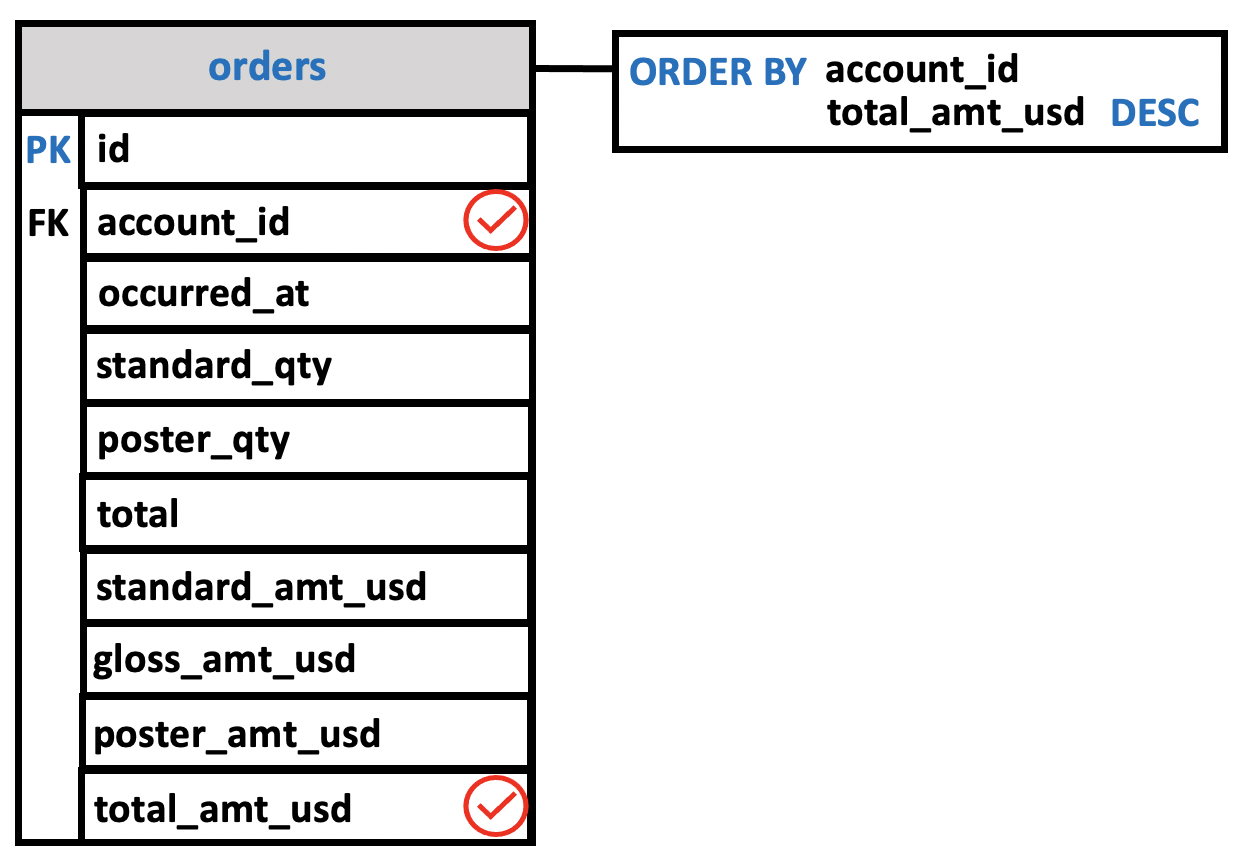 orders
ORDER BY account_id
total_amt_usd DESC
PK id
FK account_id
occurred_at
standard_qty
poster_qty
total
standard_amt_usd
gloss_amt_usd
poster_amt_usd
total_amt_usd